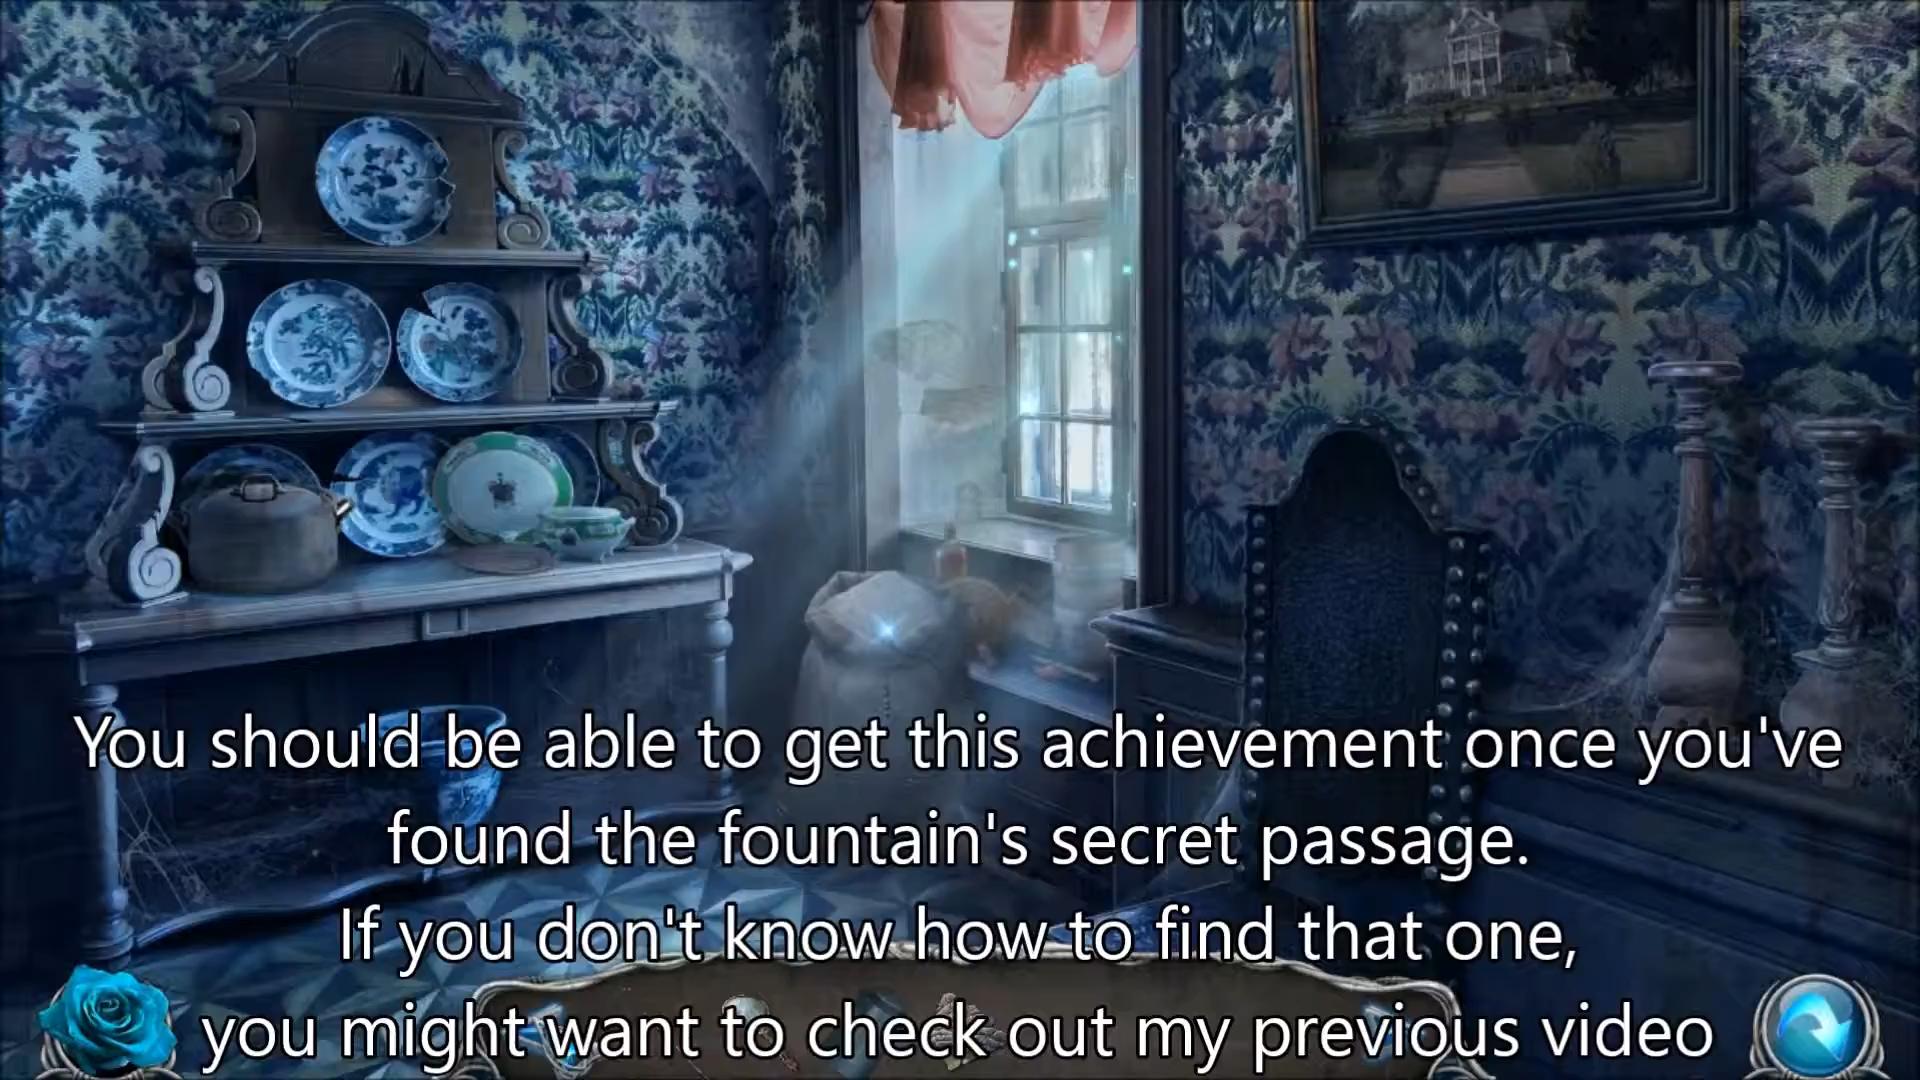 You should be able to get this achievement once you've
found the fountain's secret passage.
If you don't know how to find that one,
you might want to check out my previous video